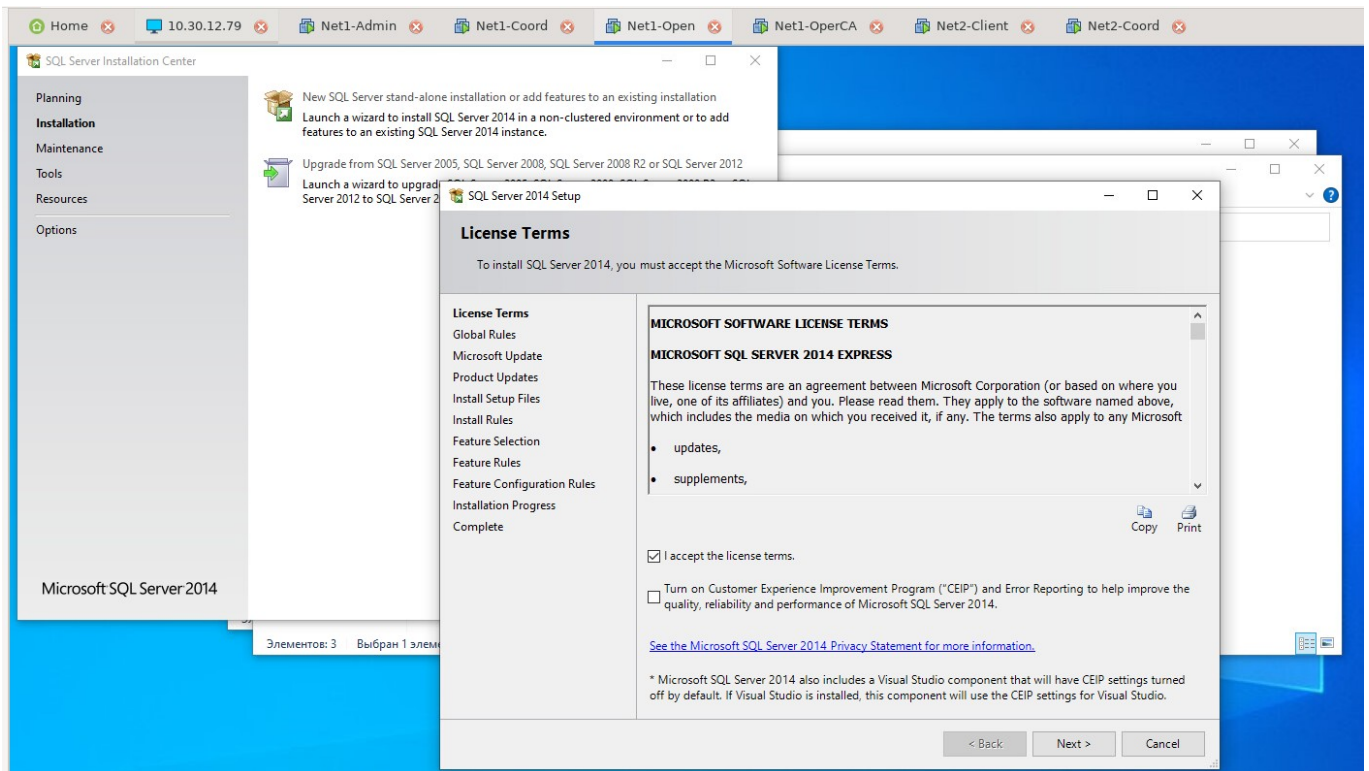 Home
10.30.12.79
Net1-Admin
Net1-Coord
Net1-Open
Net1-OperCA
Net2-Client
Net2-Coord
SQL Server Installation Center
Planning
Installation
Maintenance
Tools
Resources
Options
Microsoft SQL Server 2014
New SQL Server stand-alone installation or add features to an existing installation
Launch a wizard to install SQL Server 2014 in a non-clustered environment or to add
features to an existing SQL Server 2014 instance.
Upgrade from SQL Server 2005, SQL Server 2008, SQL Server 2008 R2 or SQL Server 2012
Launch a wizard to upgrade
Server 2012 to SQL Server 2
Элементов: 3 Выбран 1 элем
SQL Server 2014 Setup
License Terms
To install SQL Server 2014, you must accept the Microsoft Software License Terms.
License Terms
Global Rules
Microsoft Update
Product Updates
Install Setup Files
Install Rules
Feature Selection
Feature Rules
Feature Configuration Rules
Installation Progress
Complete
MICROSOFT SOFTWARE LICENSE TERMS
MICROSOFT SQL SERVER 2014 EXPRESS
These license terms are an agreement between Microsoft Corporation (or based on where you
live, one of its affiliates) and you. Please read them. They apply to the software named above,
which includes the media on which you received it, if any. The terms also apply to any Microsoft
• updates,
• supplements,
Copy
Print
I accept the license terms.
Turn on Customer Experience Improvement Program ("CEIP") and Error Reporting to help improve the
quality, reliability and performance of Microsoft SQL Server 2014.
See the Microsoft SQL Server 2014 Privacy Statement for more information.
* Microsoft SQL Server 2014 also includes a Visual Studio component that will have CEIP settings turned
off by default. If Visual Studio is installed, this component will use the CEIP settings for Visual Studio.
< Back
Next >
Cancel